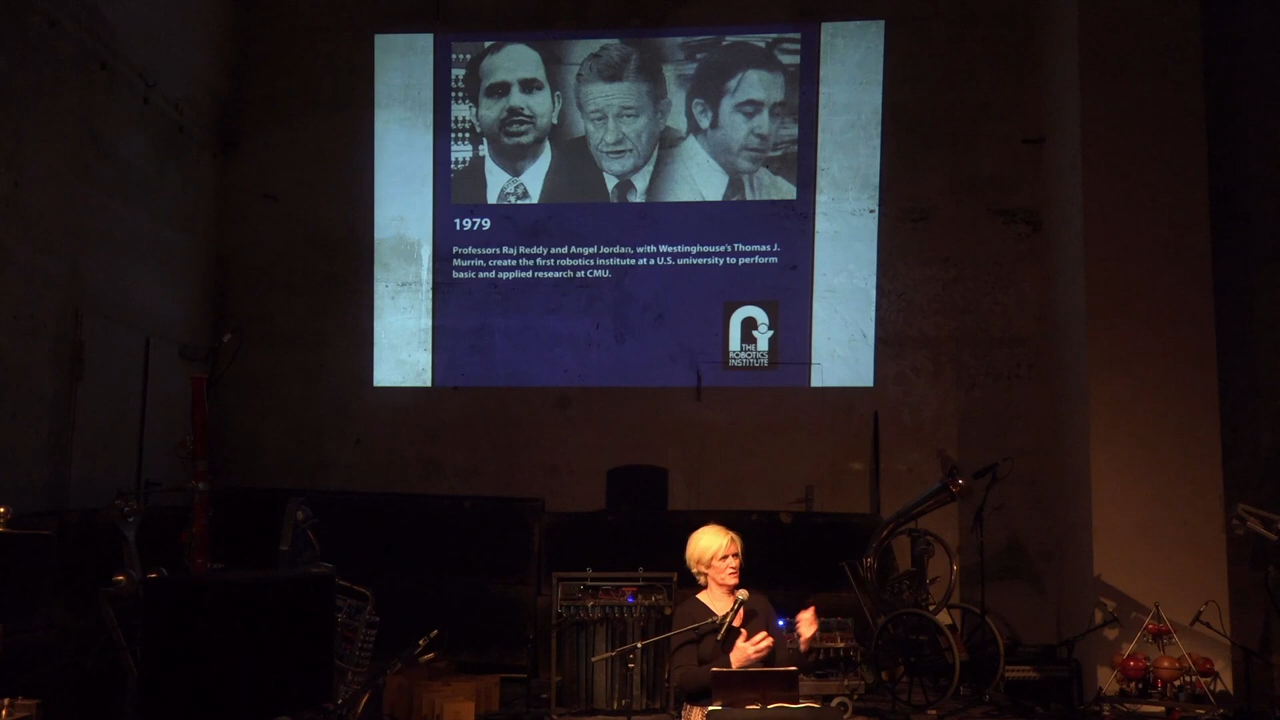 1979
Professors Raj Reddy and Angel Jordan, with Westinghouse's Thomas J.
Murrin, create the first robotics institute at a U.S. university to perform
basic and applied research at CMU.
THE
ROBOTICS
INSTITUTE